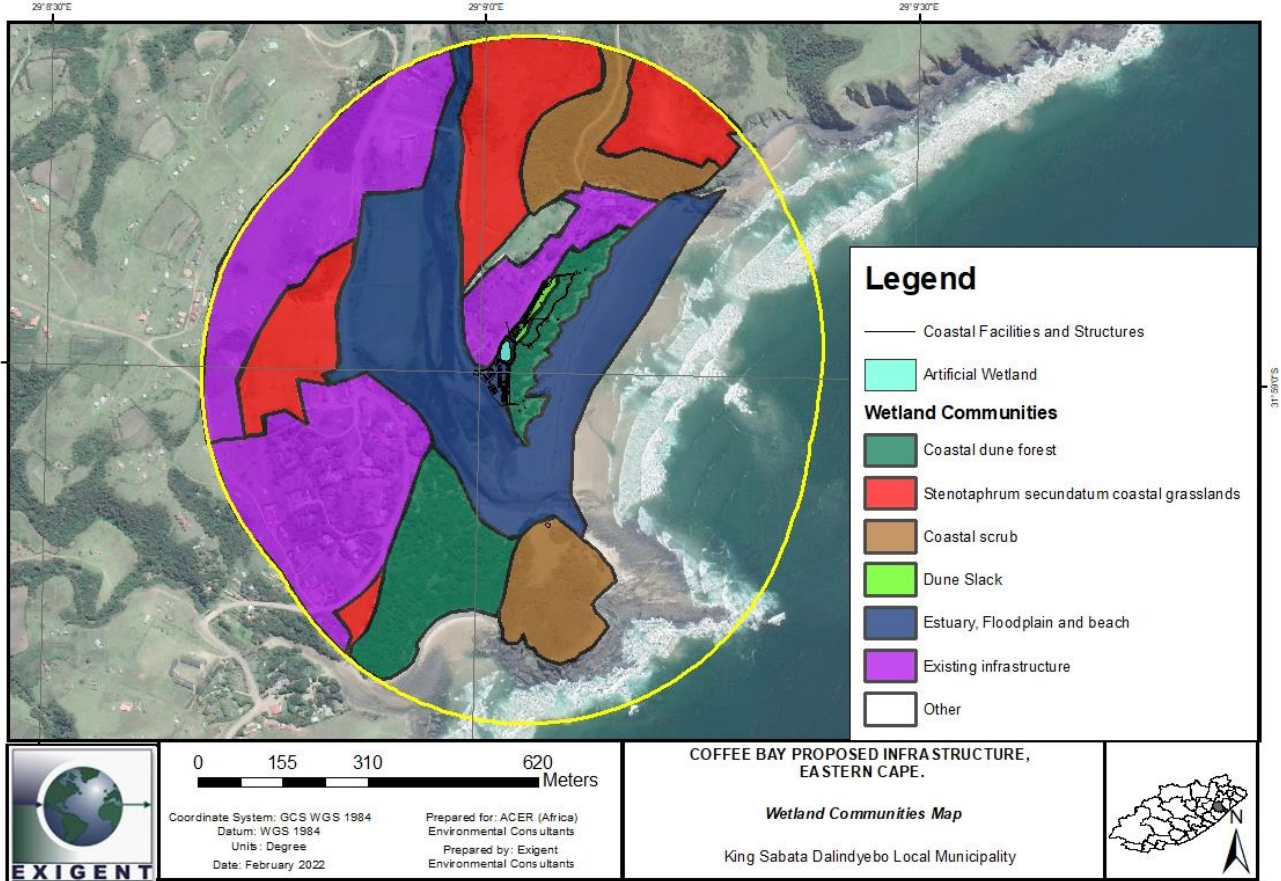 29°8'30"E
29°9'0"E
29°9'30"E
31°59'0"S
Legend
Coastal Facilities and Structures
Artificial Wetland
Wetland Communities
Coastal dune forest
Stenotaphrum secundatum coastal grasslands
Coastal scrub
Dune Slack
Estuary, Floodplain and beach
Existing infrastructure
Other
EXIGENT
0 155 310 620
Meters
Coordinate System: GCS WGS 1984
Datum: WGS 1984
Units: Degree
Date: February 2022
Prepared for: ACER (Africa)
Environmental Consultants
Prepared by: Exigent
Environmental Consultants
COFFEE BAY PROPOSED INFRASTRUCTURE,
EASTERN CAPE.
Wetland Communities Map
King Sabata Dalindyebo Local Municipality
N